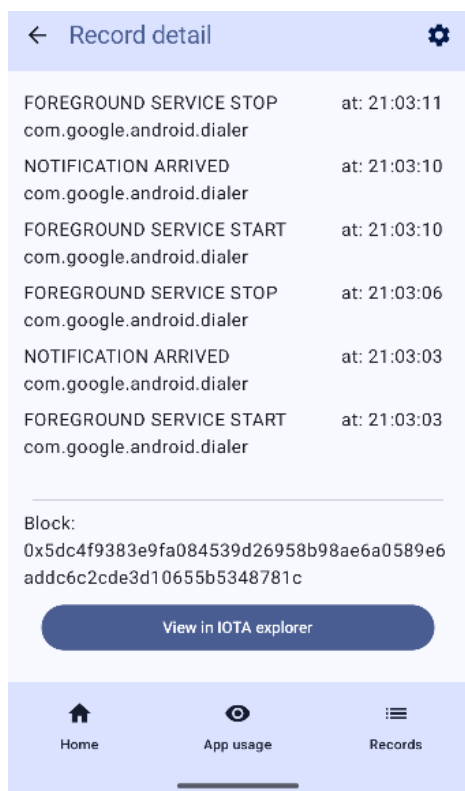 Record detail
FOREGROUND SERVICE STOP at: 21:03:11
com.google.android.dialer
NOTIFICATION ARRIVED at: 21:03:10
com.google.android.dialer
FOREGROUND SERVICE START at: 21:03:10
com.google.android.dialer
FOREGROUND SERVICE STOP at: 21:03:06
com.google.android.dialer
NOTIFICATION ARRIVED at: 21:03:03
com.google.android.dialer
FOREGROUND SERVICE START at: 21:03:03
com.google.android.dialer
Block:
0x5dc4f9383e9fa084539d26958b98ae6a0589e6
addc6c2cde3d10655b5348781c
View in IOTA explorer
Home App usage Records